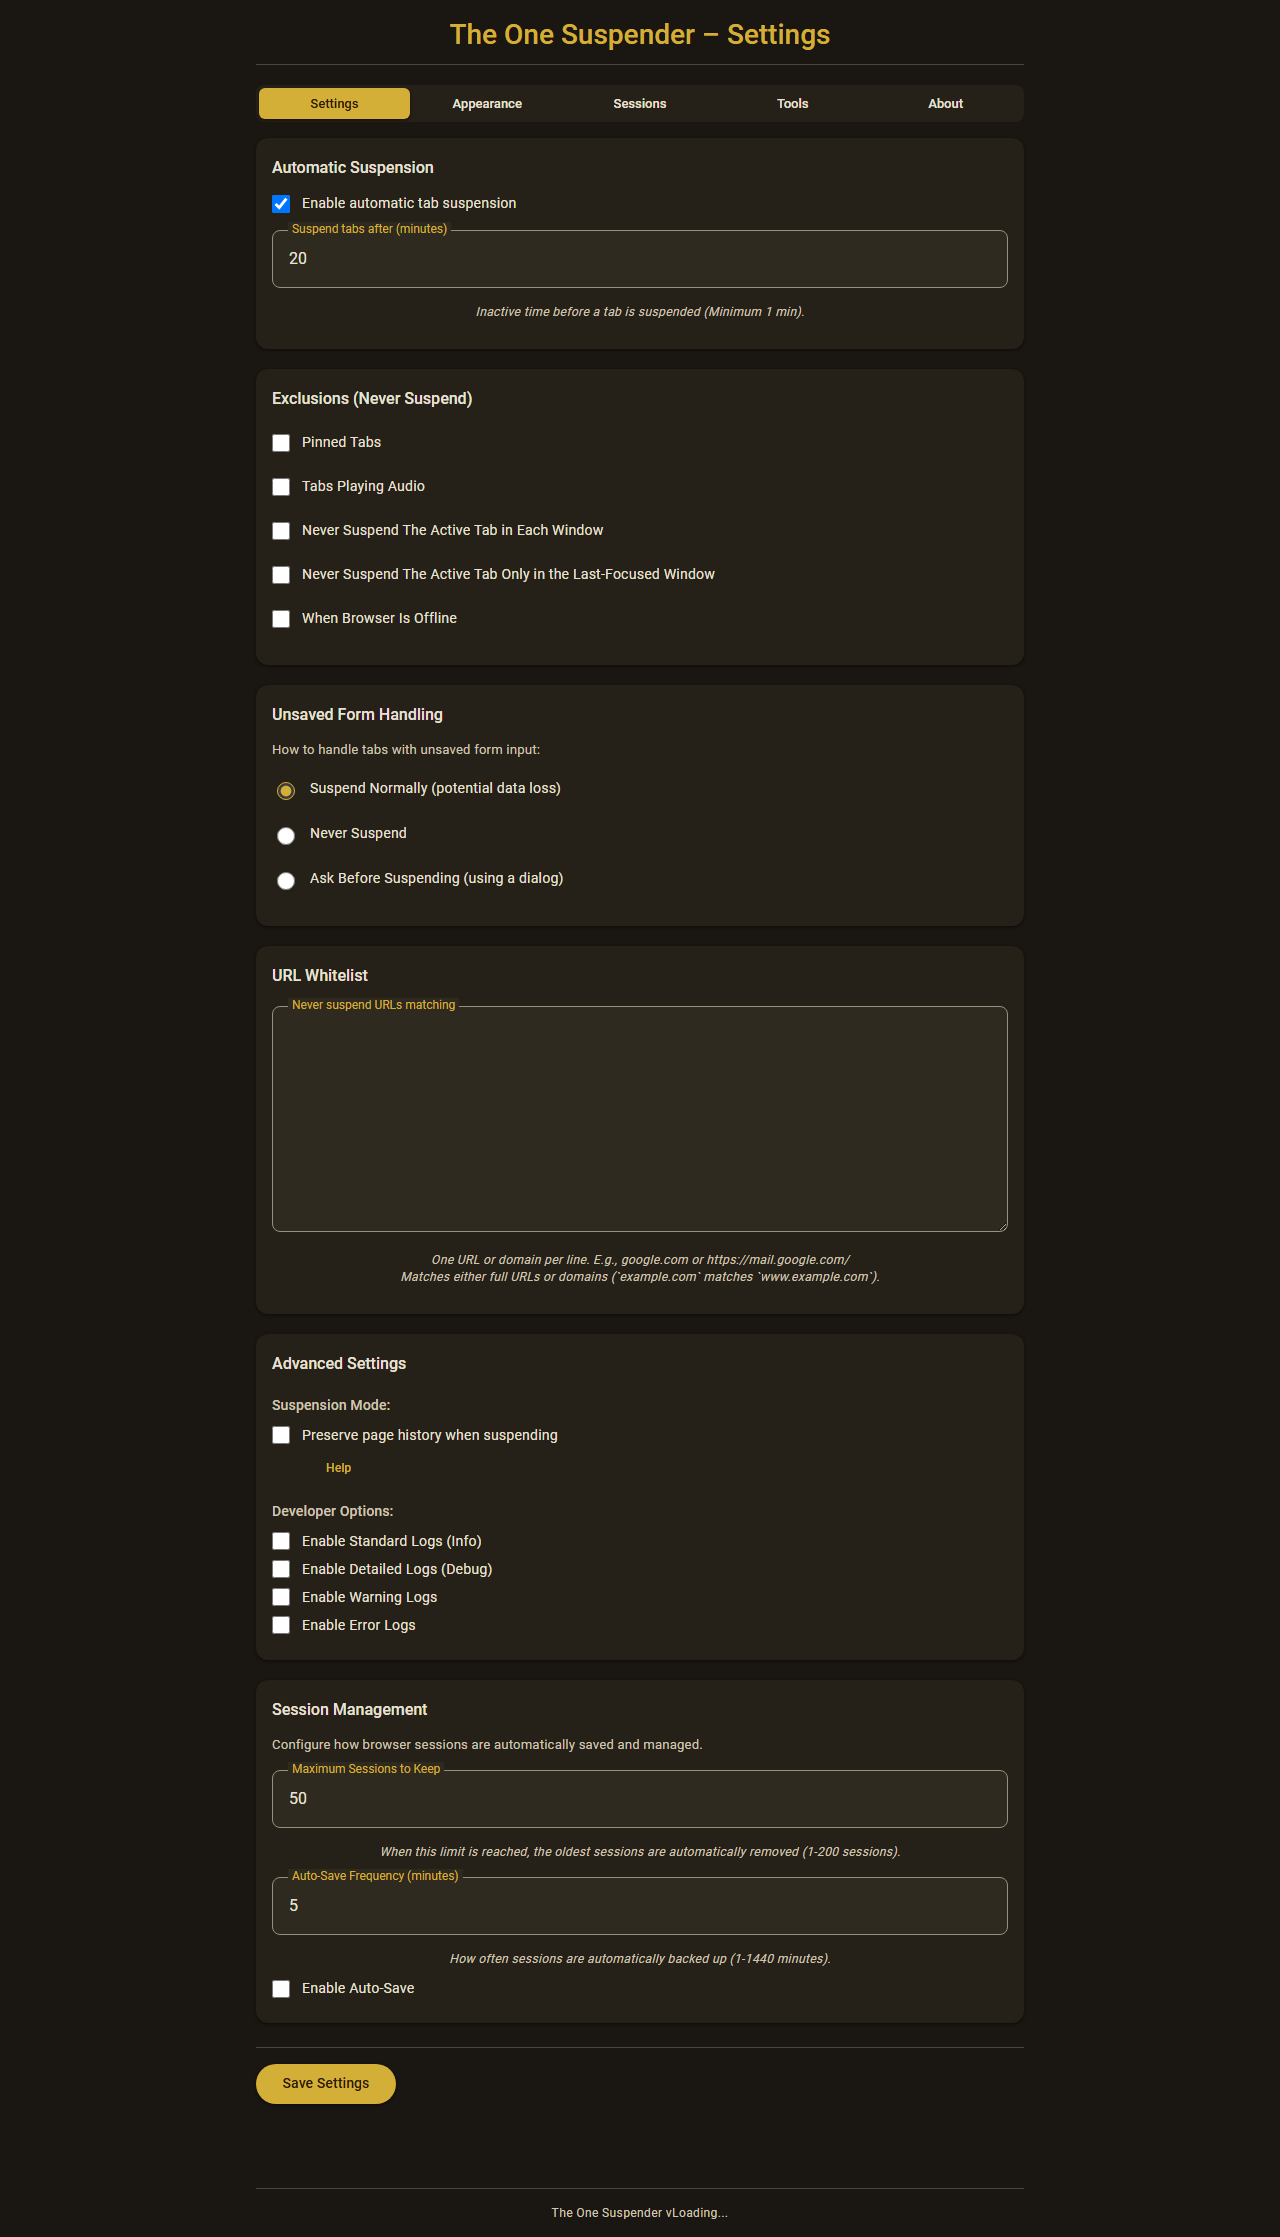 The One Suspender – Settings
Settings
Appearance
Sessions
Tools
About
Automatic Suspension
Enable automatic tab suspension
Suspend tabs after (minutes)
20
Inactive time before a tab is suspended (Minimum 1 min).
Exclusions (Never Suspend)
Pinned Tabs
Tabs Playing Audio
Never Suspend The Active Tab in Each Window
Never Suspend The Active Tab Only in the Last-Focused Window
When Browser Is Offline
Unsaved Form Handling
How to handle tabs with unsaved form input:
Suspend Normally (potential data loss)
Never Suspend
Ask Before Suspending (using a dialog)
URL Whitelist
Never suspend URLs matching
One URL or domain per line. E.g., google.com or https://mail.google.com/
Matches either full URLs or domains (`example.com` matches `www.example.com`).
Advanced Settings
Suspension Mode:
Preserve page history when suspending
Help
Developer Options:
Enable Standard Logs (Info)
Enable Detailed Logs (Debug)
Enable Warning Logs
Enable Error Logs
Session Management
Configure how browser sessions are automatically saved and managed.
Maximum Sessions to Keep
50
When this limit is reached, the oldest sessions are automatically removed (1-200 sessions).
Auto-Save Frequency (minutes)
5
How often sessions are automatically backed up (1-1440 minutes).
Enable Auto-Save
Save Settings
The One Suspender vLoading...